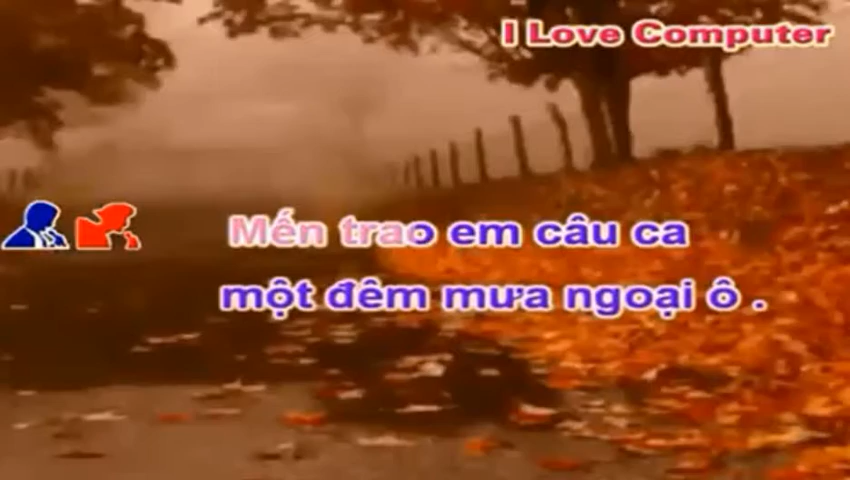 I Love Computer
Mến trao em câu ca
một đêm mưa ngoại ô .